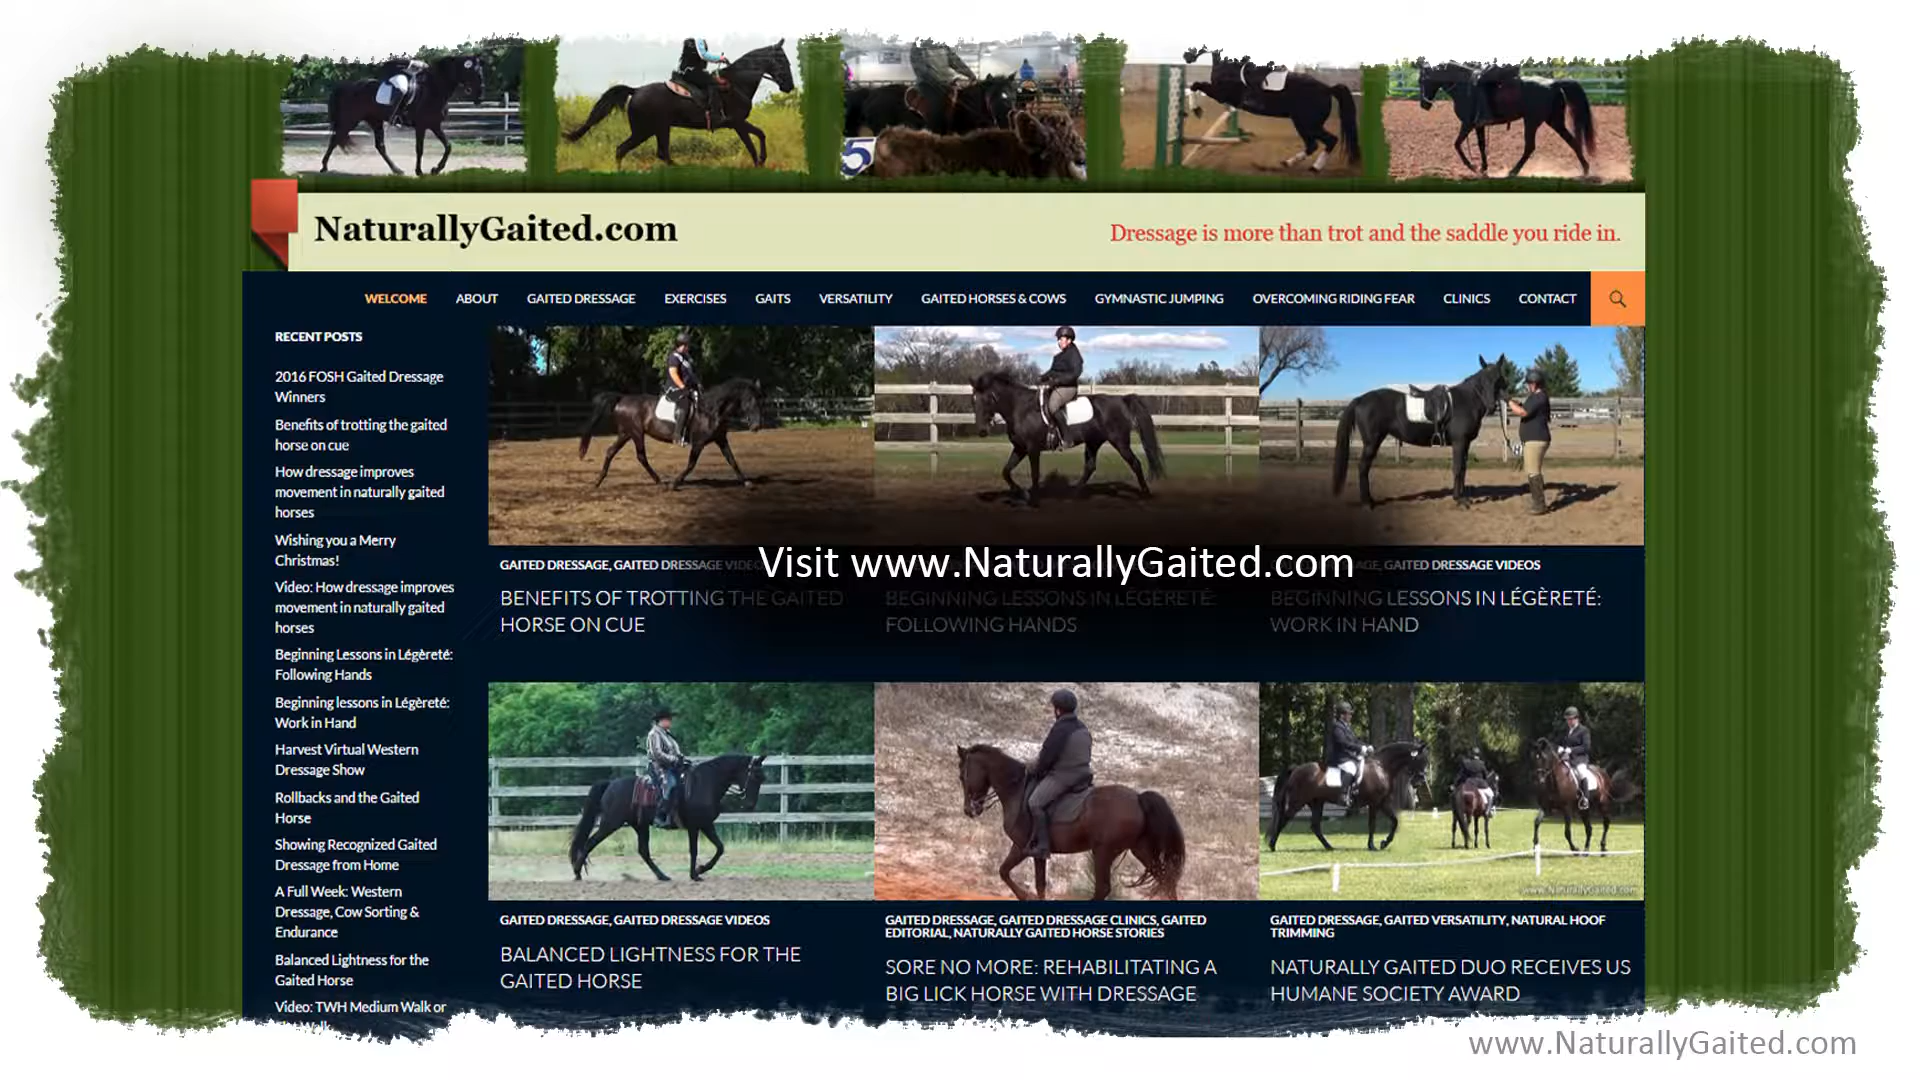 5
NaturallyGaited.com
Dressage is more than trot and the saddle you ride in.
WELCOME ABOUT GAITED DRESSAGE EXERCISES GAITS VERSATILITY GAITED HORSES & COWS GYMNASTIC JUMPING OVERCOMING RIDING FEAR CLINICS CONTACT
RECENT POSTS
2016 FOSH Gaited Dressage
Winners
Benefits of trotting the gaited
horse on cue
How dressage improves
movement in naturally gaited
horses
Wishing you a Merry
Christmas!
Video: How dressage improves
movement in naturally gaited
horses
Beginning Lessons in Légèreté:
Following Hands
Beginning lessons in Légèreté:
Work in Hand
Harvest Virtual Western
Dressage Show
Rollbacks and the Gaited
Horse
Showing Recognized Gaited
Dressage from Home
A Full Week: Western
Dressage, Cow Sorting &
Endurance
Balanced Lightness for the
Gaited Horse
Video: TWH Medium Walk or
Walk
GAITED DRESSAGE, GAITED DRESSAGE VIDEO
BENEFITS OF TROTTING THE GAITED
HORSE ON CUE
Visit www.NaturallyGaited.com
BEGINNING LESSONS IN LÉGÈRETÉ:
FOLLOWING HANDS
GAITED DRESSAGE VIDEOS
BEGINNING LESSONS IN LÉGÈRETÉ:
WORK IN HAND
GAITED DRESSAGE, GAITED DRESSAGE VIDEOS
BALANCED LIGHTNESS FOR THE
GAITED HORSE
GAITED DRESSAGE, GAITED DRESSAGE CLINICS, GAITED
EDITORIAL, NATURALLY GAITED HORSE STORIES
SORE NO MORE: REHABILITATING A
BIG LICK HORSE WITH DRESSAGE
www.NaturallyGaited.com
GAITED DRESSAGE, GAITED VERSATILITY, NATURAL HOOF
TRIMMING
NATURALLY GAITED DUO RECEIVES US
HUMANE SOCIETY AWARD
www.NaturallyGaited.com